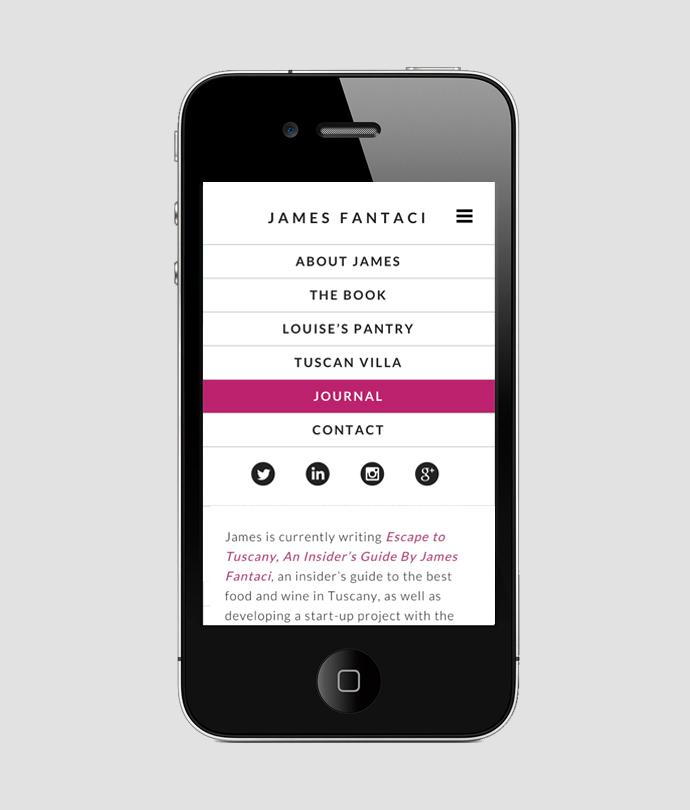 JAMES FANTACI
ABOUT JAMES
THE BOOK
LOUISE'S PANTRY
TUSCAN VILLA
JOURNAL
CONTACT
James is currently writing Escape to
Tuscany, An Insider's Guide By James
Fantaci, an insider's guide to the best
food and wine in Tuscany, as well as
developing a start-up project with the